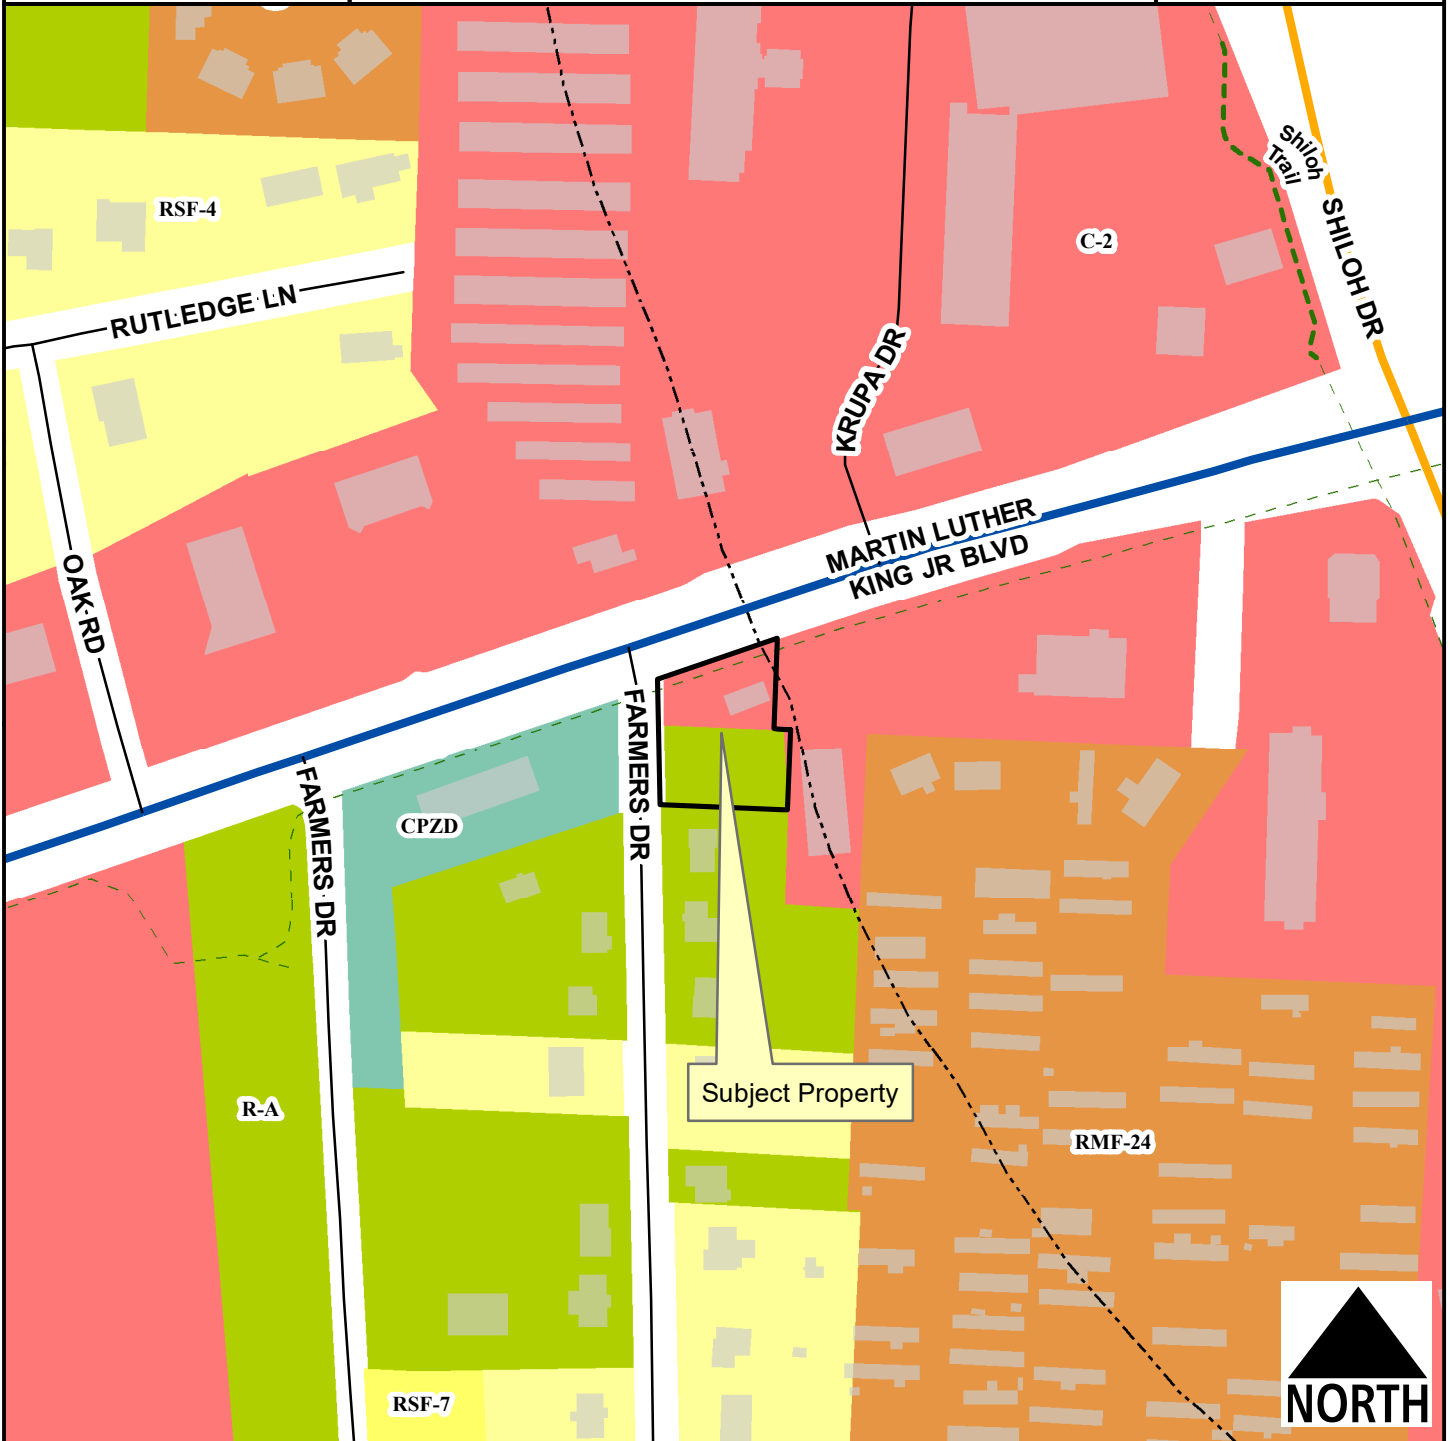 Shiloh
Trail
SHILOH DR
RSF-4
C-2
RUTLEDGE LN
KRUPA DR
MARTIN LUTHER
KING JR BLVD
OAK RD
FARMERS DR
FARMERS DR
CPZD
Subject Property
R-A
RMF-24
RSF-7
NORTH